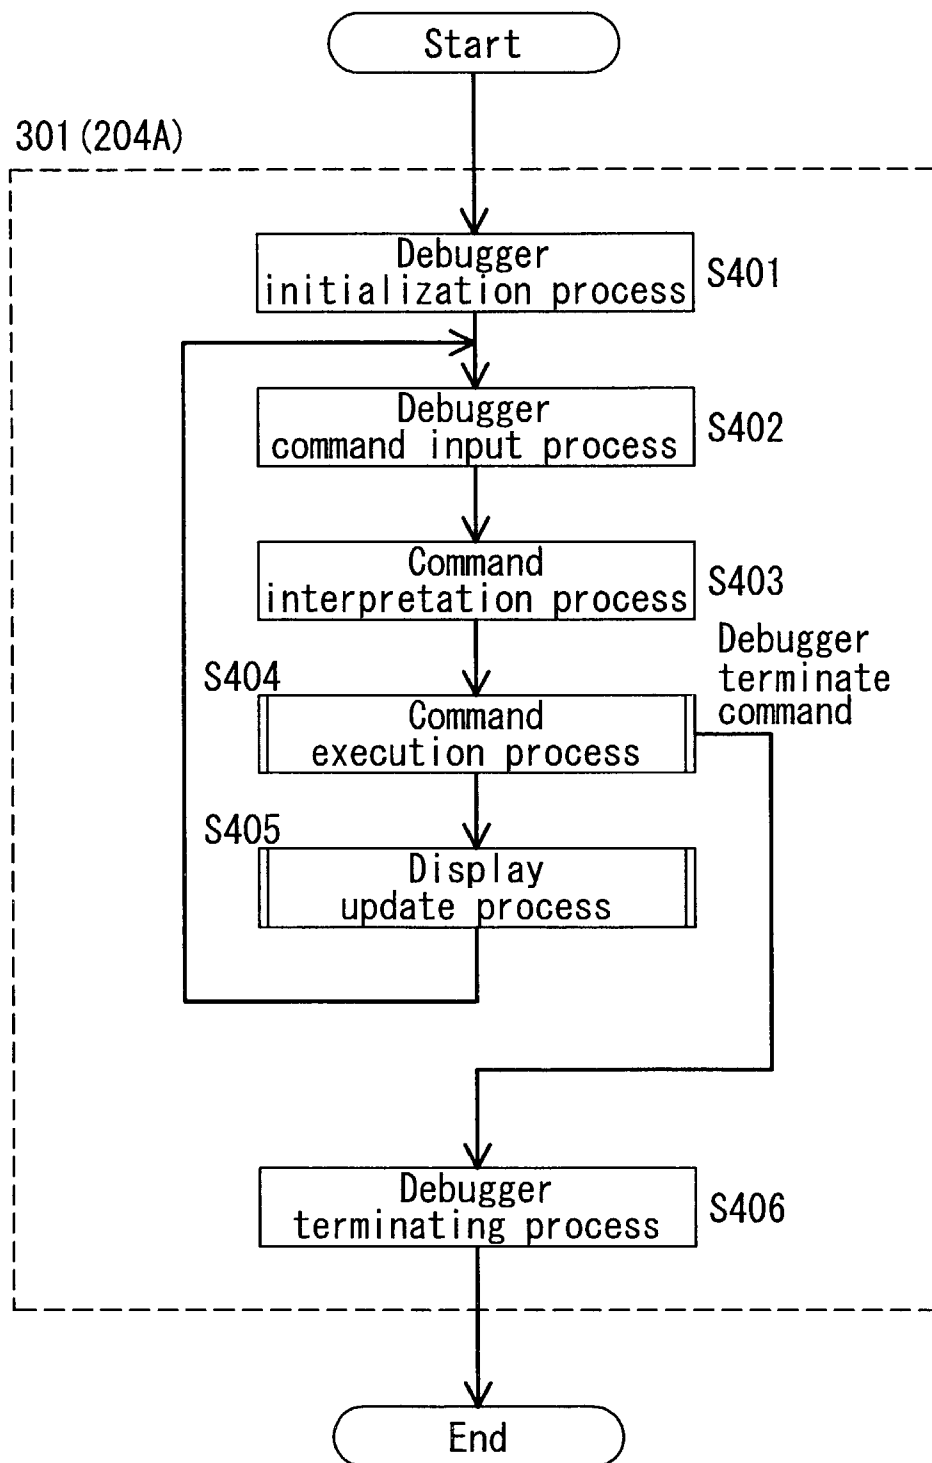 Start
301(204A)
Debugger
initialization process
S401
Debugger
command input process
S402
Command
interpretation process
S403
Debugger
terminate
command
S404
Command
execution process
S405
Display
update process
Debugger
terminating process
S406
End